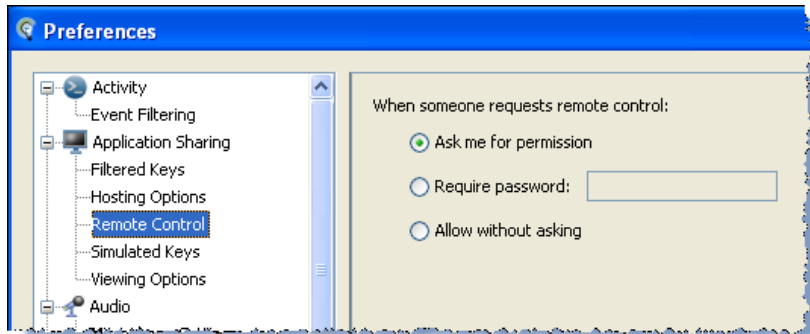 Preferences
Activity
Event Filtering
Application Sharing
Filtered Keys
Hosting Options
Remote Control
Simulated Keys
Viewing Options
Audio
When someone requests remote control:
Ask me for permission
Require password:
Allow without asking